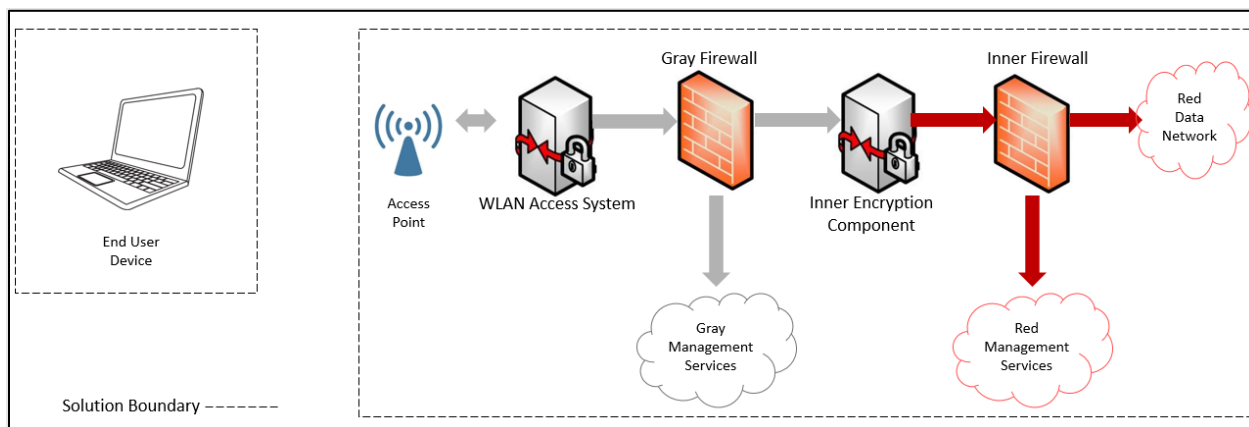 End User
Device
Solution Boundary
Access
Point
WLAN Access System
Gray Firewall
Gray
Management
Services
Inner Encryption
Component
Inner Firewall
Red
Management
Services
Red
Data
Network